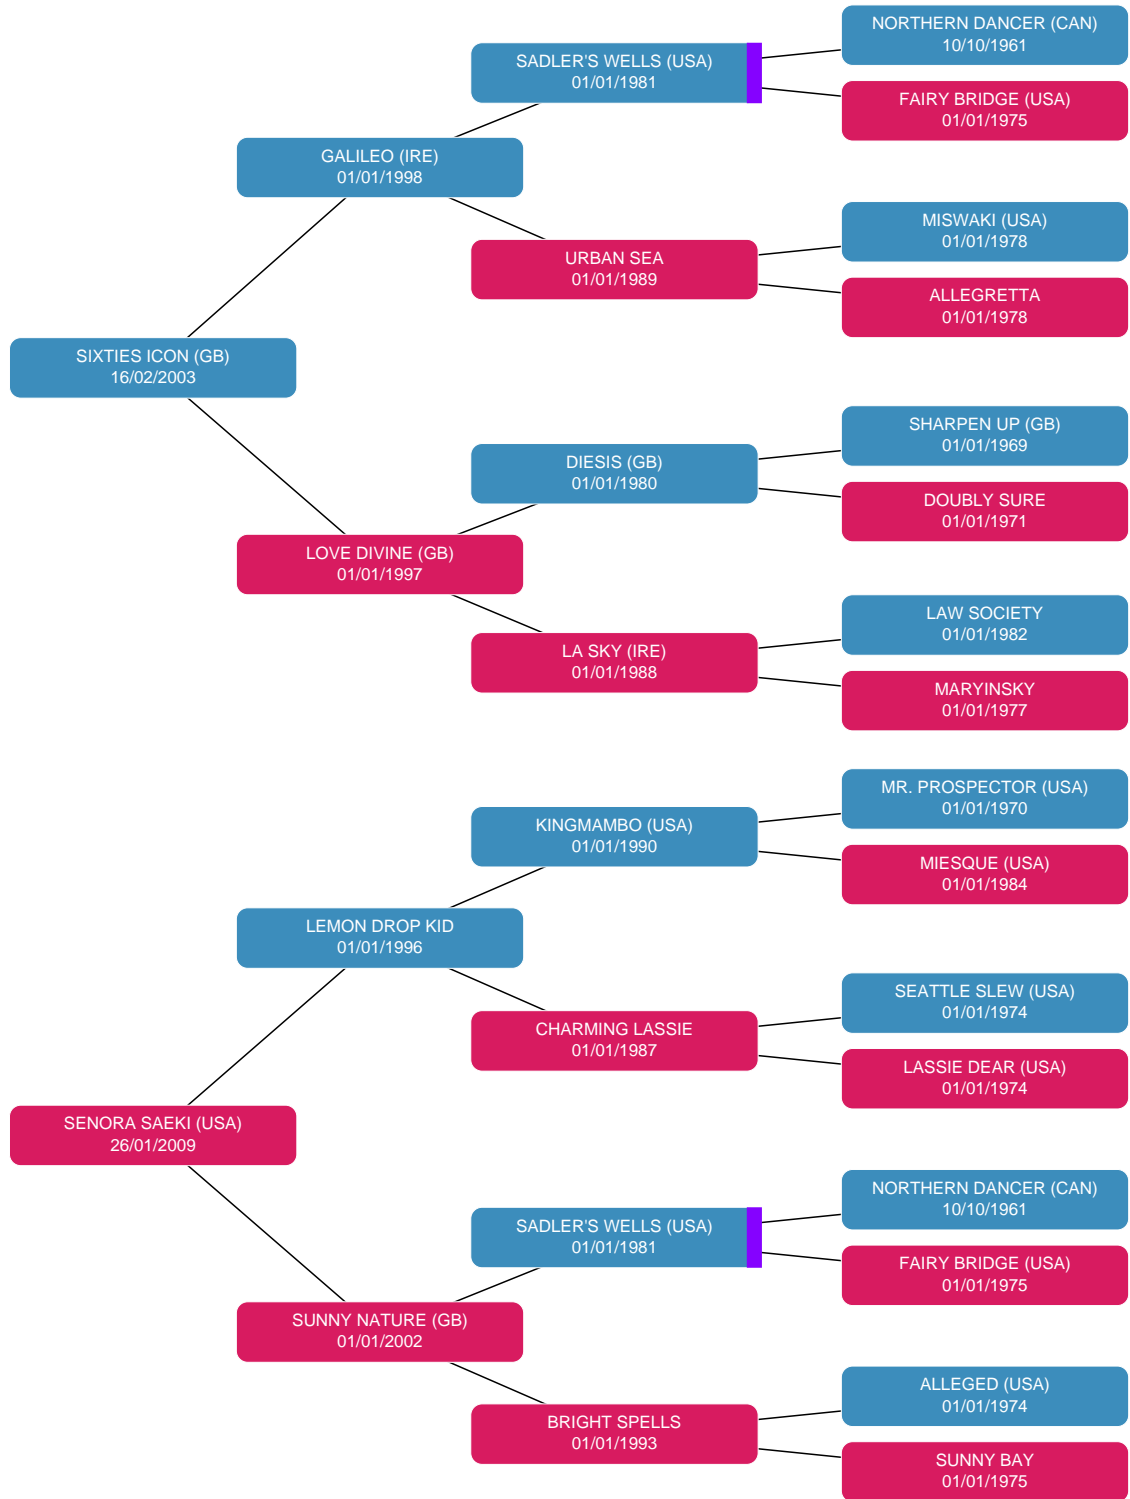 NORTHERN DANCER (CAN)
10/10/1961
SADLER'S WELLS (USA)
01/01/1981
FAIRY BRIDGE (USA)
01/01/1975
GALILEO (IRE)
01/01/1998
MISWAKI (USA)
01/01/1978
URBAN SEA
01/01/1989
ALLEGRETTA
01/01/1978
SIXTIES ICON (GB)
16/02/2003
SHARPEN UP (GB)
01/01/1969
DIESIS (GB)
01/01/1980
DOUBLY SURE
01/01/1971
LOVE DIVINE (GB)
01/01/1997
LAW SOCIETY
01/01/1982
LA SKY (IRE)
01/01/1988
MARYINSKY
01/01/1977
MR. PROSPECTOR (USA)
01/01/1970
KINGMAMBO (USA)
01/01/1990
MIESQUE (USA)
01/01/1984
LEMON DROP KID
01/01/1996
SEATTLE SLEW (USA)
01/01/1974
CHARMING LASSIE
01/01/1987
LASSIE DEAR (USA)
01/01/1974
SENORA SAEKI (USA)
26/01/2009
NORTHERN DANCER (CAN)
10/10/1961
SADLER'S WELLS (USA)
01/01/1981
FAIRY BRIDGE (USA)
01/01/1975
SUNNY NATURE (GB)
01/01/2002
ALLEGED (USA)
01/01/1974
BRIGHT SPELLS
01/01/1993
SUNNY BAY
01/01/1975